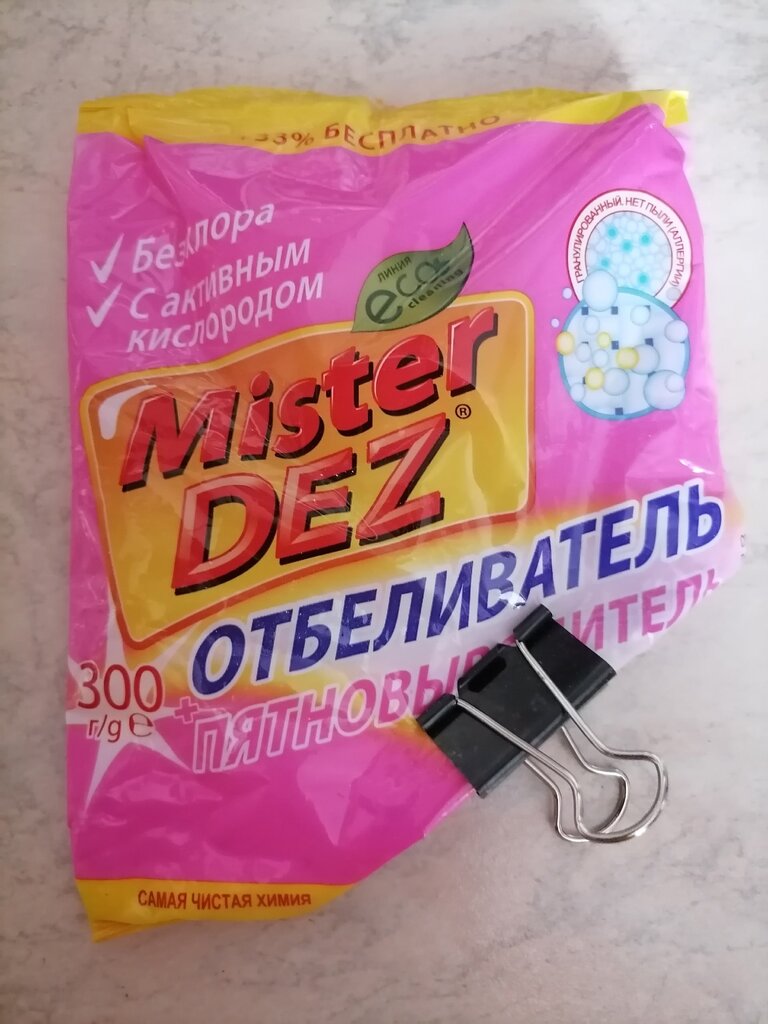 33% БЕСПЛАТНО
Без хлора
С активным
кислородом
ЛИНИЯ
eco
cleaning
ГРАНУЛИРОВАННЫЙ. НЕТ ПЫЛИ (АЛЛЕРГИИ)
Mister
DEZ®
ОТБЕЛИВАТЕЛЬ
+ПЯТНОВЫВОДИТЕЛЬ
300
г/g e
САМАЯ ЧИСТАЯ ХИМИЯ